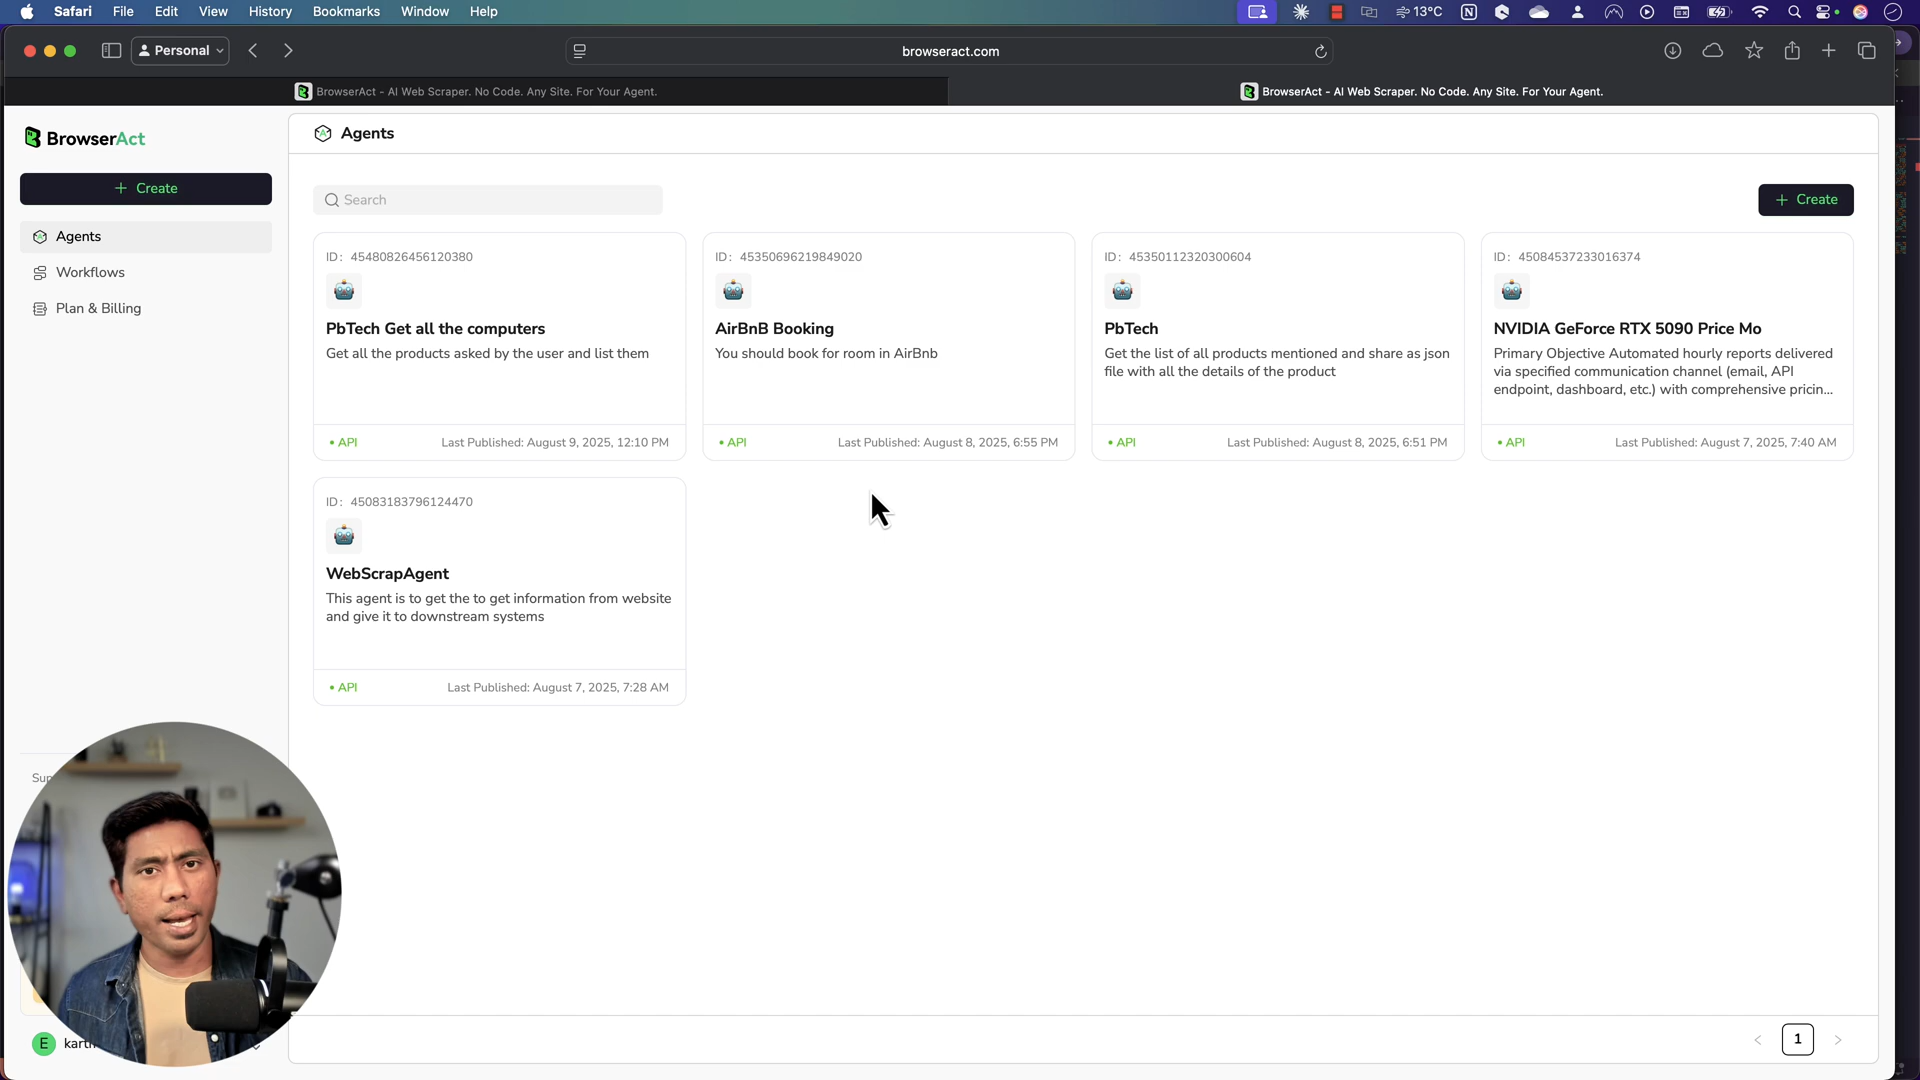 Safari File Edit View History Bookmarks Window Help 13°C
Personal browseract.com
BrowserAct - AI Web Scraper. No Code. Any Site. For Your Agent. BrowserAct - AI Web Scraper. No Code. Any Site. For Your Agent.
BrowserAct
+ Create
Agents
Workflows
Plan & Billing
Agents
Search
+ Create
ID: 45480826456120380
PbTech Get all the computers
Get all the products asked by the user and list them
• API Last Published: August 9, 2025, 12:10 PM
ID: 45350696219849020
AirBnB Booking
You should book for room in AirBnb
• API Last Published: August 8, 2025, 6:55 PM
ID: 45350112320300604
PbTech
Get the list of all products mentioned and share as json
file with all the details of the product
• API Last Published: August 8, 2025, 6:51 PM
ID: 45084537233016374
NVIDIA GeForce RTX 5090 Price Mo
Primary Objective Automated hourly reports delivered
via specified communication channel (email, API
endpoint, dashboard, etc.) with comprehensive pricin...
• API Last Published: August 7, 2025, 7:40 AM
ID: 45083183796124470
WebScrapAgent
This agent is to get the to get information from website
and give it to downstream systems
• API Last Published: August 7, 2025, 7:28 AM
E
1